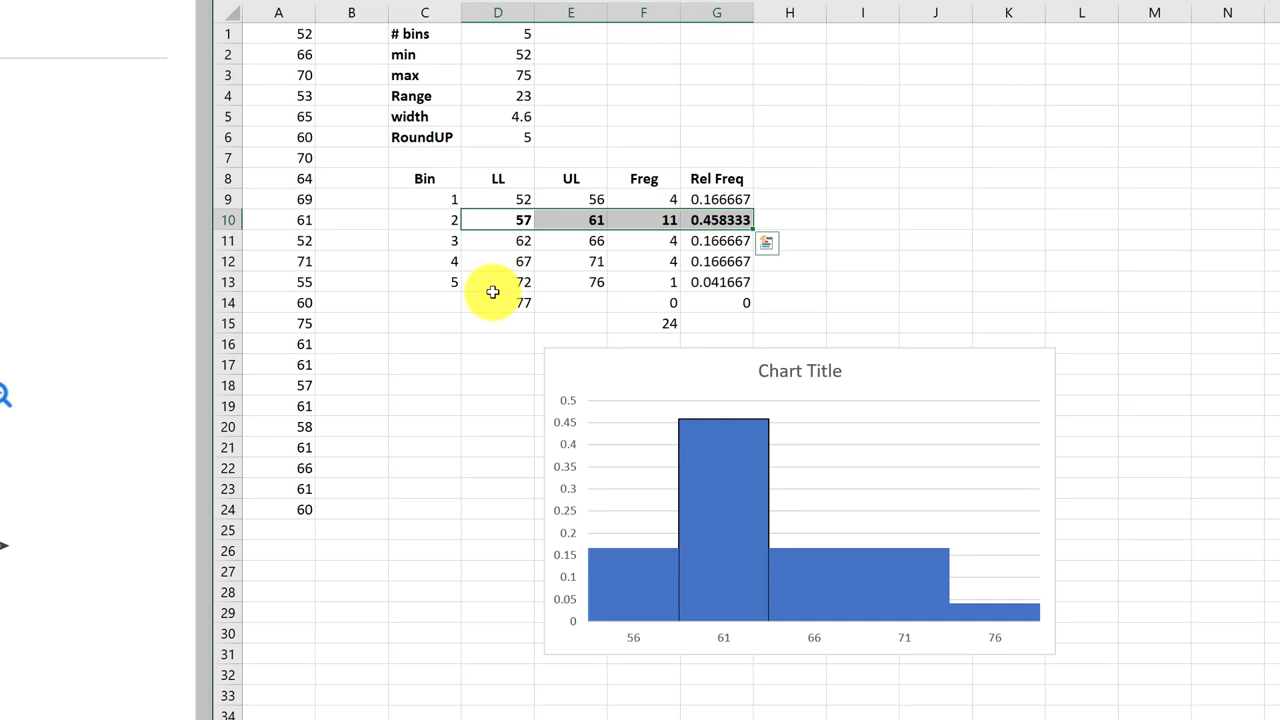 A B C D E F G H I J K L M N
1 52 # bins 5
2 66 min 52
3 70 max 75
4 53 Range 23
5 65 width 4.6
6 60 RoundUP 5
7 70
8 64 Bin LL UL Freg Rel Freq
9 69 1 52 56 4 0.166667
10 61 2 57 61 11 0.458333
11 52 3 62 66 4 0.166667
12 71 4 67 71 4 0.166667
13 55 5 72 76 1 0.041667
14 60 77 0 0
15 75 24
16 61
17 61
18 57
19 61
20 58
21 61
22 66
23 61
24 60
25
26
27
28
29
30
31
32
33
34
Chart Title
0.5
0.45
0.4
0.35
0.3
0.25
0.2
0.15
0.1
0.05
0
56 61 66 71 76